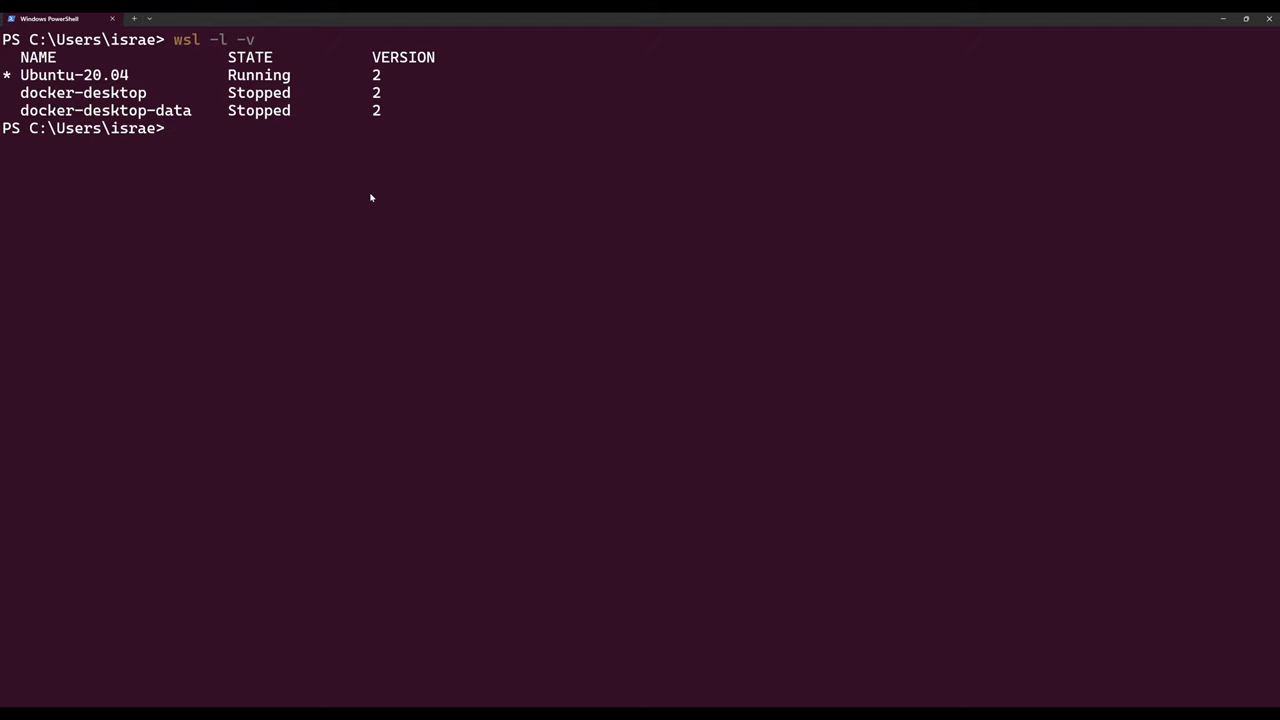 Windows PowerShell
PS C:\Users\israe> wsl -l -v
NAME STATE VERSION
* Ubuntu-20.04 Running 2
docker-desktop Stopped 2
docker-desktop-data Stopped 2
PS C:\Users\israe>